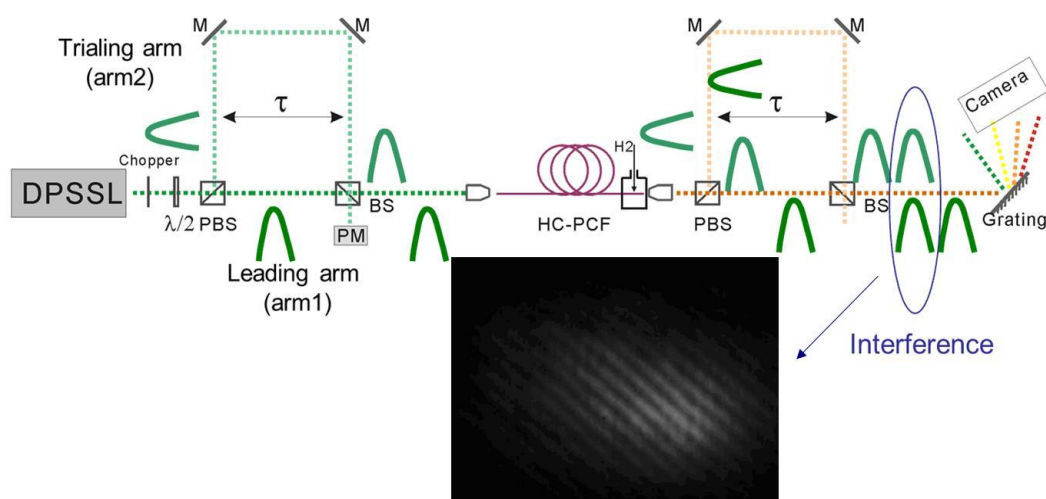 M
M
Trialing arm
(arm2)
τ
Chopper
DPSSL
λ/2
PBS
BS
PM
Leading arm
(arm1)
H2
HC-PCF
M
M
τ
PBS
BS
Camera
Grating
Interference